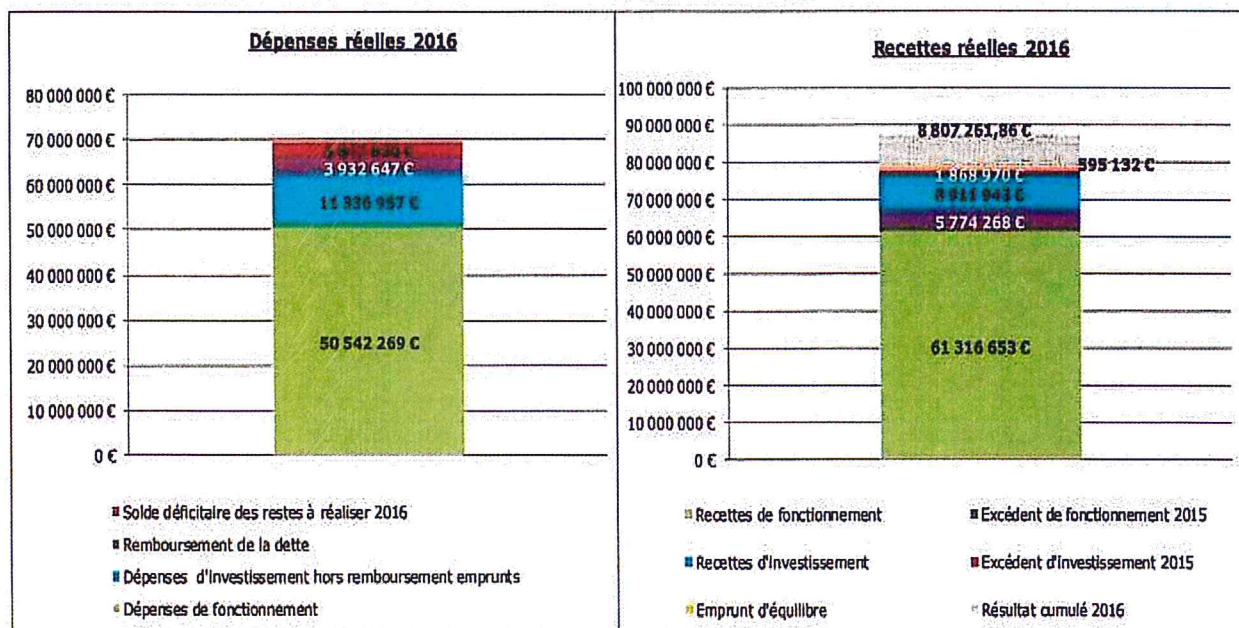 Dépenses réelles 2016
80 000 000 €
70 000 000 €
60 000 000 €
50 000 000 €
40 000 000 €
30 000 000 €
20 000 000 €
10 000 000 €
0 €
3 932 647 €
50 542 269 €
Solde déficitaire des restes à réaliser 2016
Remboursement de la dette
Dépenses d'investissement hors remboursement emprunts
Dépenses de fonctionnement
Recettes réelles 2016
100 000 000 €
90 000 000 €
80 000 000 €
70 000 000 €
60 000 000 €
50 000 000 €
40 000 000 €
30 000 000 €
20 000 000 €
10 000 000 €
0 €
8 807 261,86 €
595 132 €
1 868 970 €
8 911 943 €
5 774 268 €
61 316 653 €
Recettes de fonctionnement
Excédent de fonctionnement 2015
Recettes d'investissement
Excédent d'investissement 2015
Emprunt d'équilibre
Résultat cumulé 2016